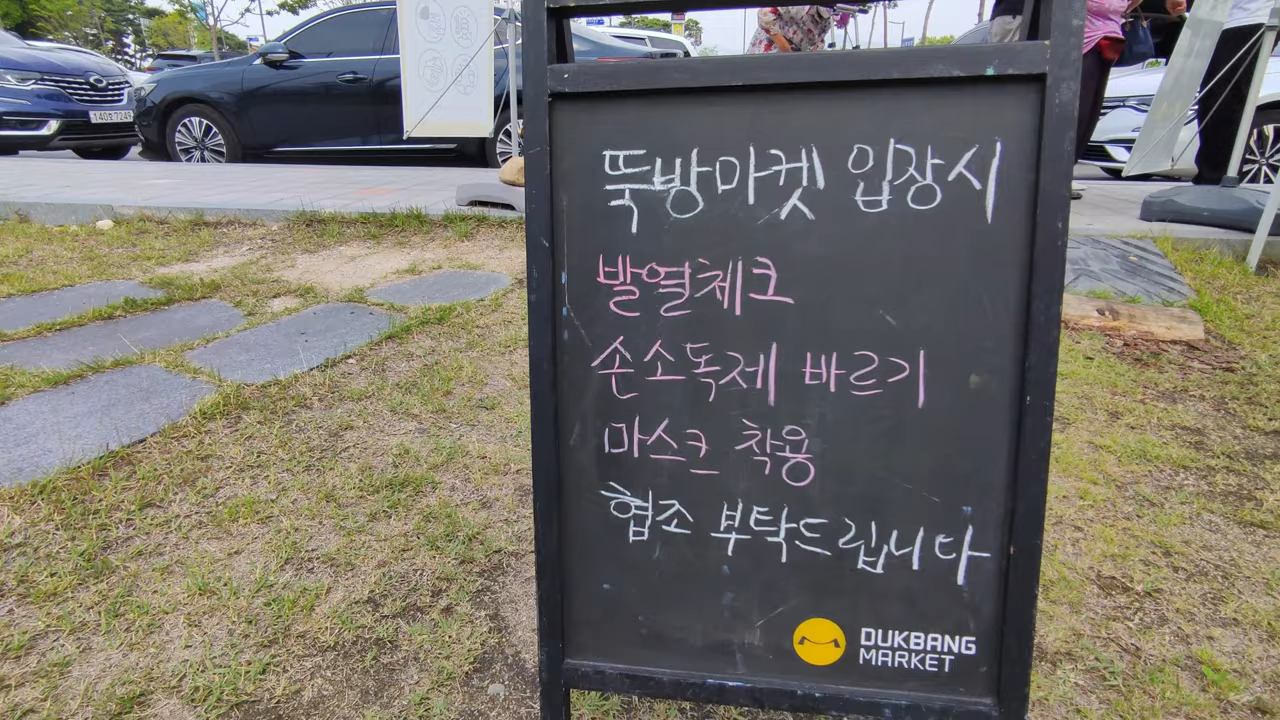 뚝방마켓 입장시
발열체크
손소독제 바르기
마스크 착용
협조 부탁드립니다
DUKBANG
MARKET